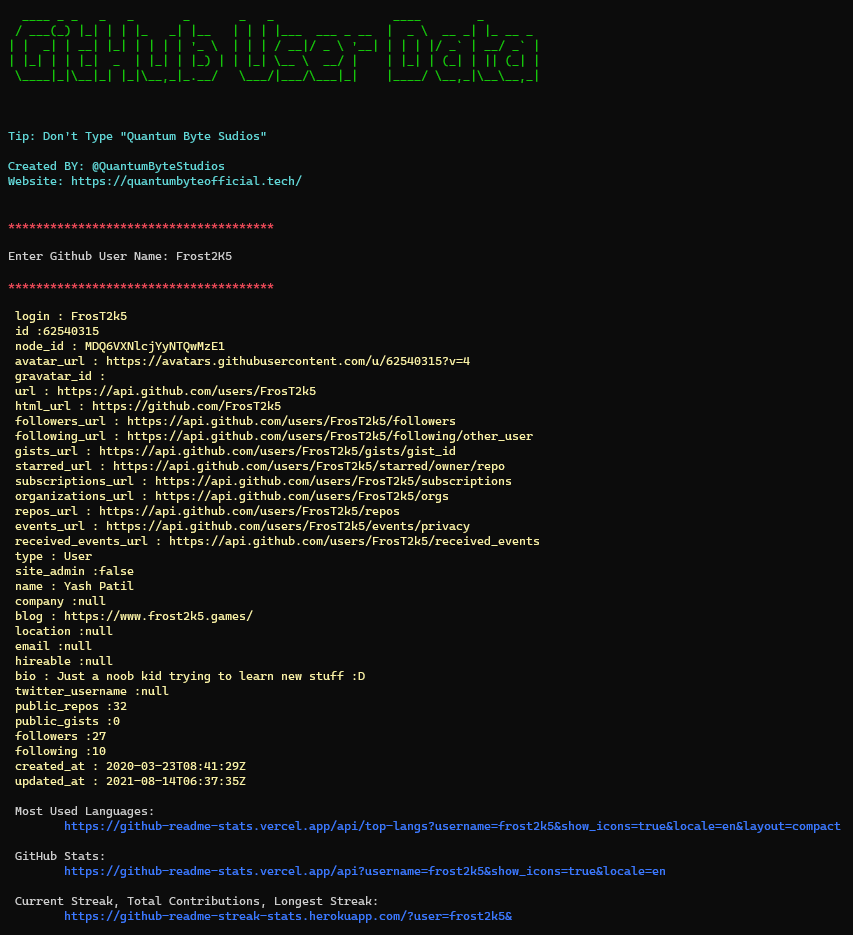 GitHub User Data
Tip: Don't Type "Quantum Byte Sudios"
Created BY: @QuantumByteStudios
Website: https://quantumbyteofficial.tech/
**************************************
Enter Github User Name: Frost2K5
**************************************
login : FrosT2k5
id :62540315
node_id : MDQ6VXNlcjYyNTQwMzE1
avatar_url : https://avatars.githubusercontent.com/u/62540315?v=4
gravatar_id :
url : https://api.github.com/users/FrosT2k5
html_url : https://github.com/FrosT2k5
followers_url : https://api.github.com/users/FrosT2k5/followers
following_url : https://api.github.com/users/FrosT2k5/following/other_user
gists_url : https://api.github.com/users/FrosT2k5/gists/gist_id
starred_url : https://api.github.com/users/FrosT2k5/starred/owner/repo
subscriptions_url : https://api.github.com/users/FrosT2k5/subscriptions
organizations_url : https://api.github.com/users/FrosT2k5/orgs
repos_url : https://api.github.com/users/FrosT2k5/repos
events_url : https://api.github.com/users/FrosT2k5/events/privacy
received_events_url : https://api.github.com/users/FrosT2k5/received_events
type : User
site_admin :false
name : Yash Patil
company :null
blog : https://www.frost2k5.games/
location :null
email :null
hireable :null
bio : Just a noob kid trying to learn new stuff :D
twitter_username :null
public_repos :32
public_gists :0
followers :27
following :10
created_at : 2020-03-23T08:41:29Z
updated_at : 2021-08-14T06:37:35Z
Most Used Languages:
https://github-readme-stats.vercel.app/api/top-langs?username=frost2k5&show_icons=true&locale=en&layout=compact
GitHub Stats:
https://github-readme-stats.vercel.app/api?username=frost2k5&show_icons=true&locale=en
Current Streak, Total Contributions, Longest Streak:
https://github-readme-streak-stats.herokuapp.com/?user=frost2k5&